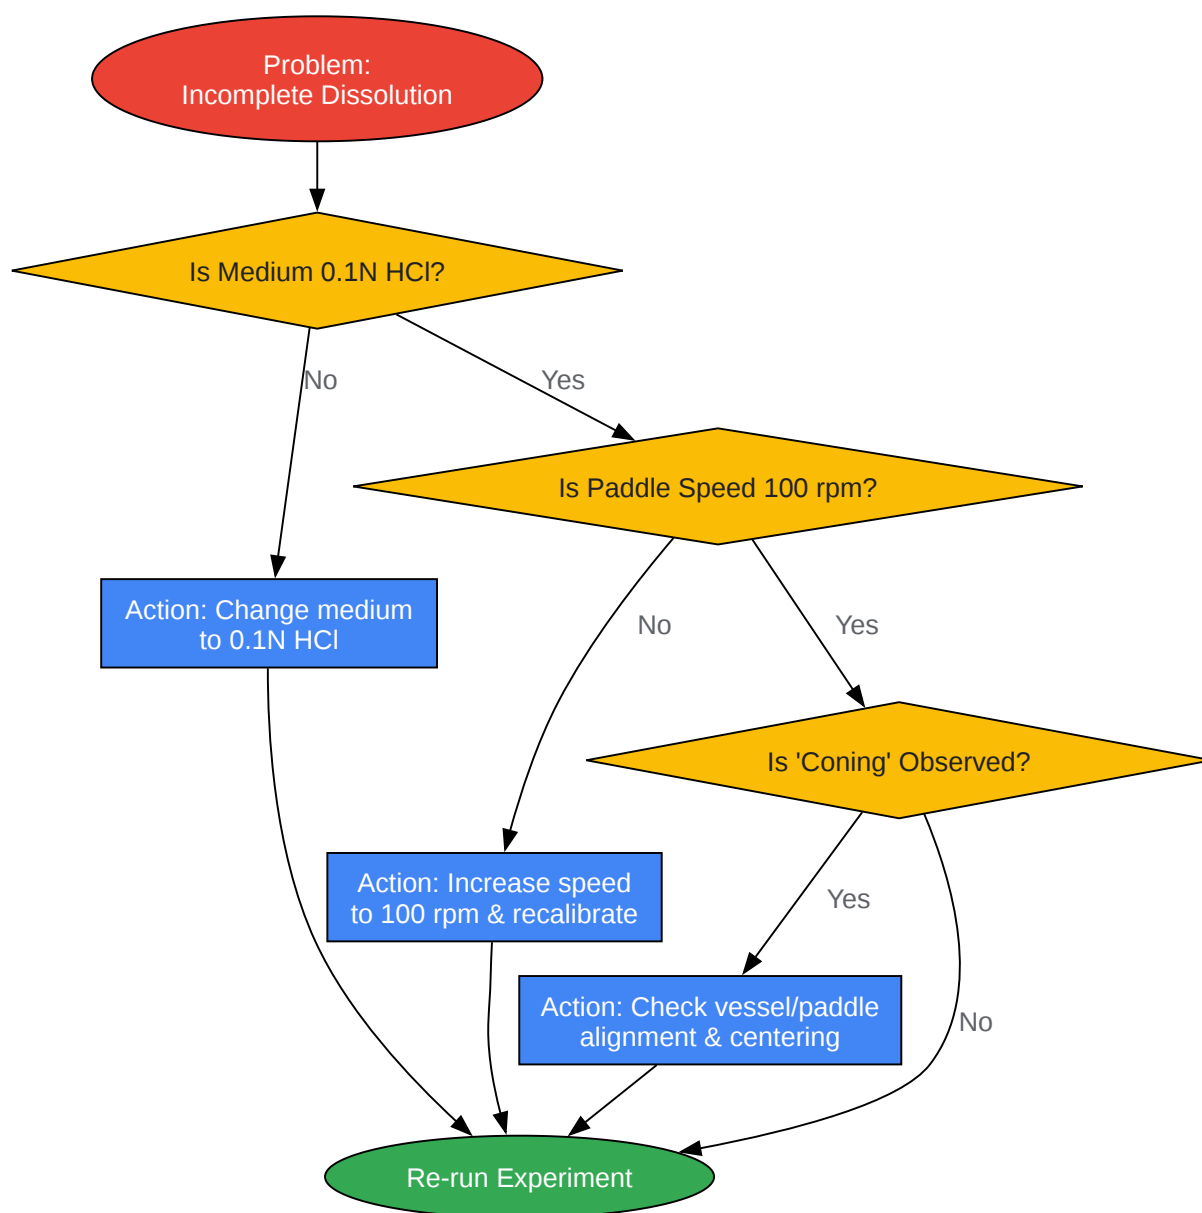 Problem:
Incomplete Dissolution
Is Medium 0.1N HCl?
No
Yes
Is Paddle Speed 100 rpm?
Action: Change medium
to 0.1N HCl
No
Yes
Is 'Coning' Observed?
Action: Increase speed
to 100 rpm & recalibrate
Yes
Action: Check vessel/paddle
alignment & centering
No
Re-run Experiment